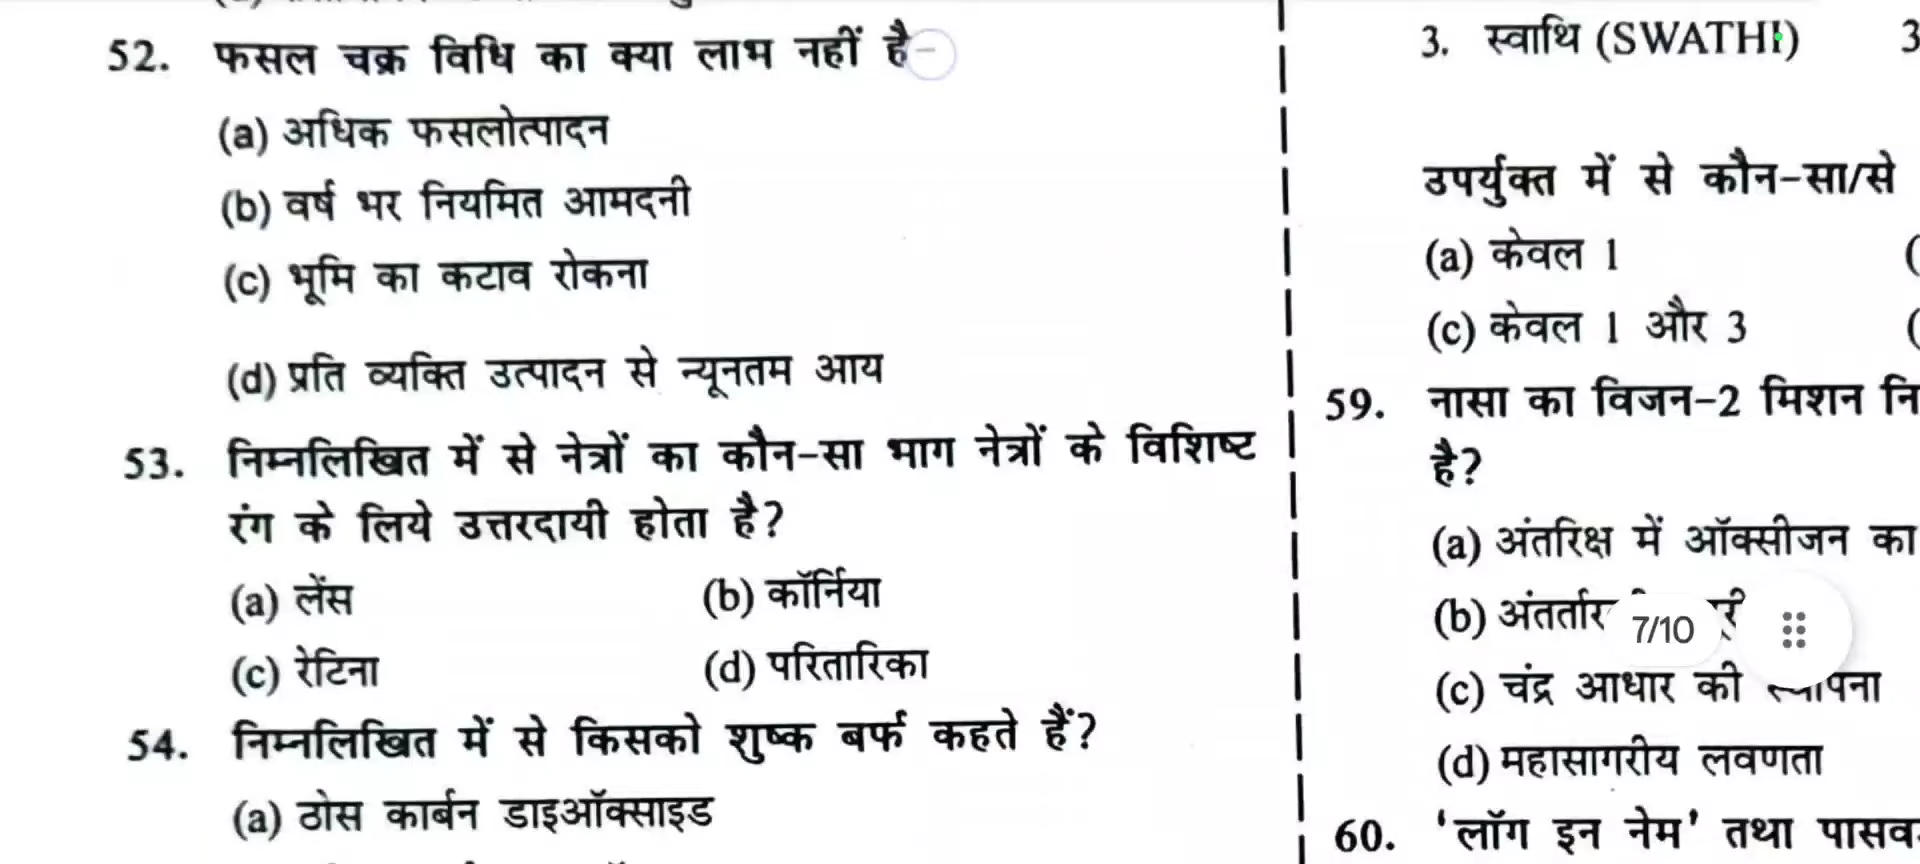 52. फसल चक्र विधि का क्या लाभ नहीं है-
(a) अधिक फसलोत्पादन
(b) वर्ष भर नियमित आमदनी
(c) भूमि का कटाव रोकना
(d) प्रति व्यक्ति उत्पादन से न्यूनतम आय
53. निम्नलिखित में से नेत्रों का कौन-सा भाग नेत्रों के विशिष्ट
रंग के लिये उत्तरदायी होता है?
(a) लेंस (b) कॉर्निया
(c) रेटिना (d) परितारिका
54. निम्नलिखित में से किसको शुष्क बर्फ कहते हैं?
(a) ठोस कार्बन डाइऑक्साइड
3. स्वाथि (SWATHI) 3
उपर्युक्त में से कौन-सा/से
(a) केवल 1 (
(c) केवल 1 और 3 (
59. नासा का विजन-2 मिशन
है?
(a) अंतरिक्ष में ऑक्सीजन का
(b)
7/10
(c) चंद्र आधार की
(d) महासागरीय लवणता
60. 'लॉग इन नेम' तथा